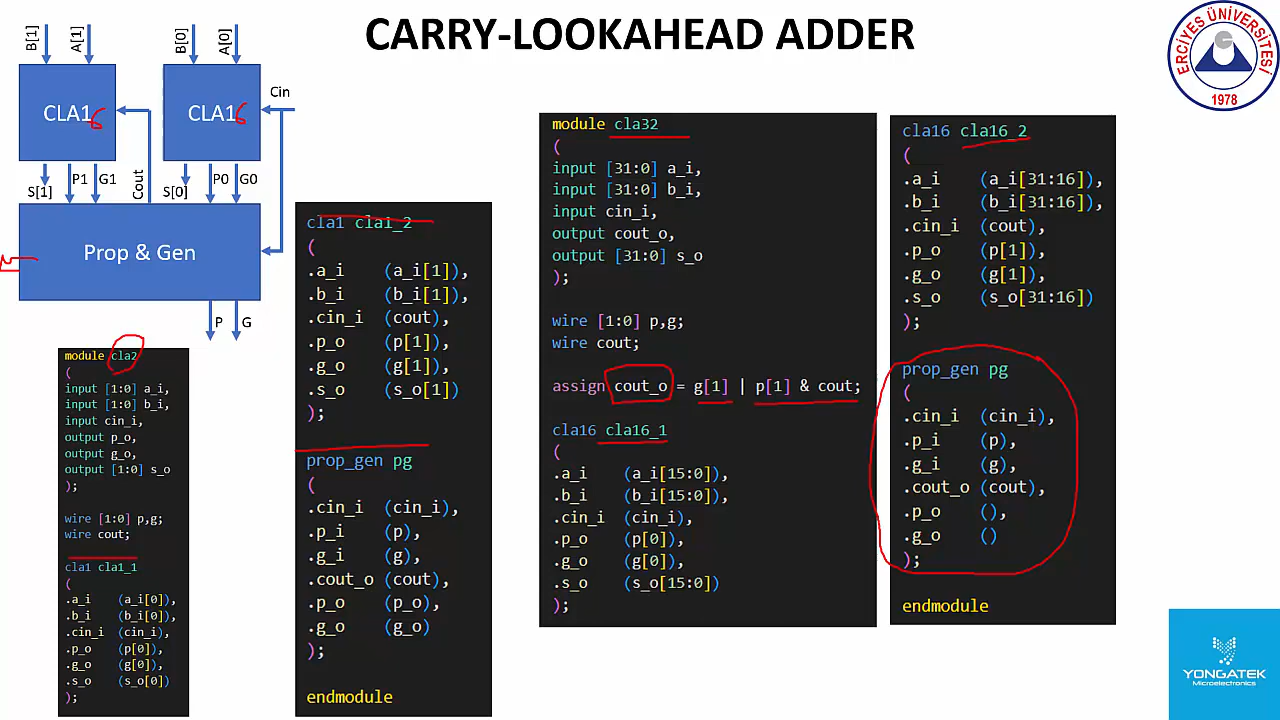 CARRY-LOOKAHEAD ADDER
ERCİYES ÜNİVERSİTESİ
1978
B[1]
A[1]
B[0]
A[0]
CLA16
CLA16
Cin
S[1]
P1
G1
Cout
S[0]
P0
G0
Prop & Gen
P
G
module cla2
(
input [1:0] a_i,
input [1:0] b_i,
input cin_i,
output p_o,
output g_o,
output [1:0] s_o
);
wire [1:0] p,g;
wire cout;
cla1 cla1_1
(
.a_i (a_i[0]),
.b_i (b_i[0]),
.cin_i (cin_i),
.p_o (p[0]),
.g_o (g[0]),
.s_o (s_o[0])
);
cla1 cla1_2
(
.a_i (a_i[1]),
.b_i (b_i[1]),
.cin_i (cout),
.p_o (p[1]),
.g_o (g[1]),
.s_o (s_o[1])
);
prop_gen pg
(
.cin_i (cin_i),
.p_i (p),
.g_i (g),
.cout_o (cout),
.p_o (p_o),
.g_o (g_o)
);
endmodule
module cla32
(
input [31:0] a_i,
input [31:0] b_i,
input cin_i,
output cout_o,
output [31:0] s_o
);
wire [1:0] p,g;
wire cout;
assign cout_o = g[1] | p[1] & cout;
cla16 cla16_1
(
.a_i (a_i[15:0]),
.b_i (b_i[15:0]),
.cin_i (cin_i),
.p_o (p[0]),
.g_o (g[0]),
.s_o (s_o[15:0])
);
cla16 cla16_2
(
.a_i (a_i[31:16]),
.b_i (b_i[31:16]),
.cin_i (cout),
.p_o (p[1]),
.g_o (g[1]),
.s_o (s_o[31:16])
);
prop_gen pg
(
.cin_i (cin_i),
.p_i (p),
.g_i (g),
.cout_o (cout),
.p_o (),
.g_o ()
);
endmodule
YONGATEK
Microelectronics